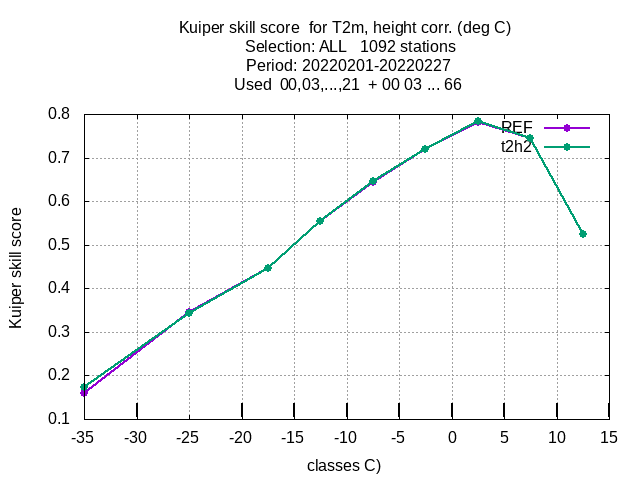 Kuiper skill score  for T2m, height corr. (deg C)
Selection: ALL   1092 stations
Period: 20220201-20220227
Used  00,03,...,21  + 00 03 ... 66
REF
t2h2
Kuiper skill score
0.8
0.7
0.6
0.5
0.4
0.3
0.2
0.1
-35 -30 -25 -20 -15 -10 -5 0 5 10 15
classes C)